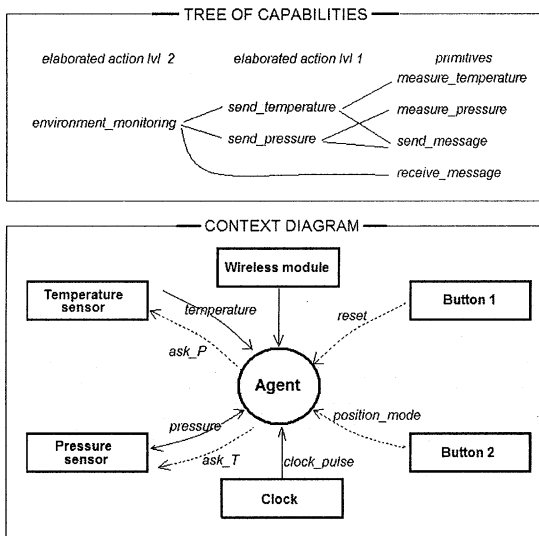 TREE OF CAPABILITIES
elaborated action lvl 2
elaborated action lvl 1
primitives
measure_temperature
send_temperature
measure_pressure
environment_monitoring
send_pressure
send_message
receive_message
CONTEXT DIAGRAM
Wireless module
Temperature
sensor
Button 1
temperature
reset
ask_P
Agent
pressure
position_mode
Pressure
sensor
ask_T
clock_pulse
Button 2
Clock